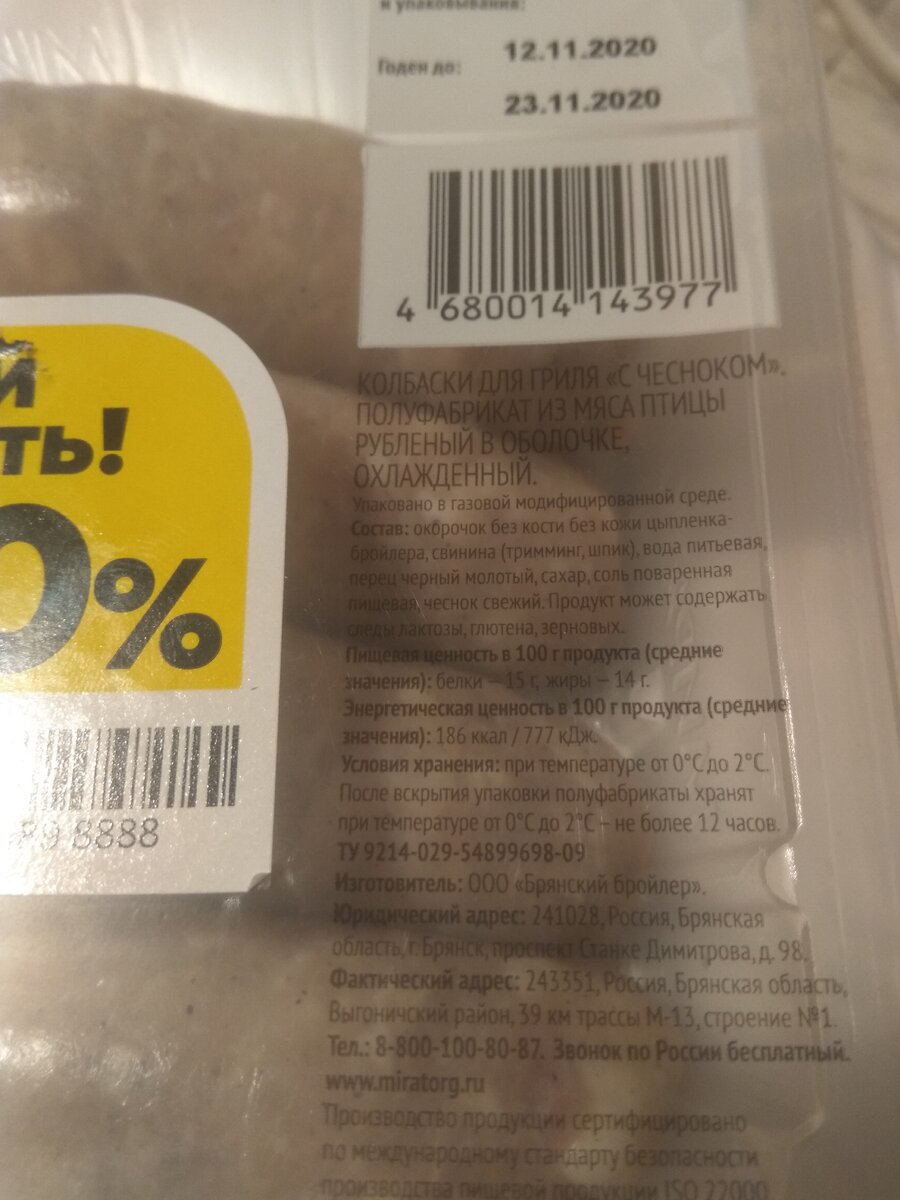 и упаковывания:
12.11.2020
Годен до:
23.11.2020
4 680014 143977
й
ть!
0%
8888
КОЛБАСКИ ДЛЯ ГРИЛЯ «С ЧЕСНОКОМ».
ПОЛУФАБРИКАТ ИЗ МЯСА ПТИЦЫ
РУБЛЕНЫЙ В ОБОЛОЧКЕ,
ОХЛАЖДЕННЫЙ.
Упаковано в газовой модифицированной среде.
Состав: окорочок без кости без кожи цыпленка-
бройлера, свинина (тримминг, шпик), вода питьевая,
перец черный молотый, сахар, соль поваренная
пищевая, чеснок свежий. Продукт может содержать
следы лактозы, глютена, зерновых.
Пищевая ценность в 100 г продукта (средние
значения): белки – 15 г, жиры – 14 г.
Энергетическая ценность в 100 г продукта (средние
значения): 186 ккал / 777 кДж.
Условия хранения: при температуре от 0°С до 2°С.
После вскрытия упаковки полуфабрикаты хранят
при температуре от 0°С до 2°С – не более 12 часов.
ТУ 9214-029-54899698-09
Изготовитель: ООО «Брянский бройлер».
Юридический адрес: 241028, Россия, Брянская
область, г. Брянск, проспект Станке Димитрова, д. 98.
Фактический адрес: 243351, Россия, Брянская область,
Выгоничский район, 39 км трассы М-13, строение №1.
Тел.: 8-800-100-80-87. Звонок по России бесплатный.
www.miratorg.ru
Производство продукции сертифицировано
по международному стандарту безопасности
производства пищевой продукции ISO 22000